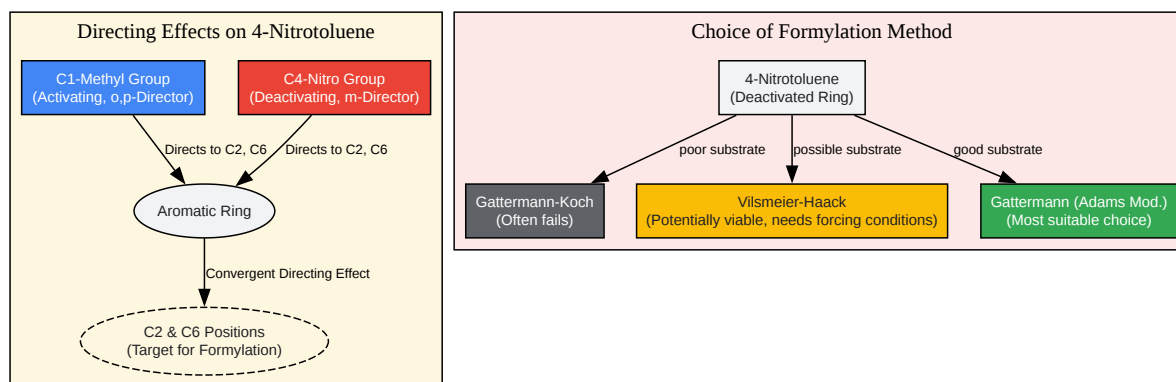 Directing Effects on 4-Nitrotoluene
C1-Methyl Group
(Activating, o,p-Director)
C4-Nitro Group
(Deactivating, m-Director)
Directs to C2, C6
Directs to C2, C6
Aromatic Ring
Convergent Directing Effect
C2 & C6 Positions
(Target for Formylation)
Choice of Formylation Method
4-Nitrotoluene
(Deactivated Ring)
poor substrate
possible substrate
good substrate
Gattermann-Koch
(Often fails)
Vilsmeier-Haack
(Potentially viable, needs forcing conditions)
Gattermann (Adams Mod.)
(Most suitable choice)